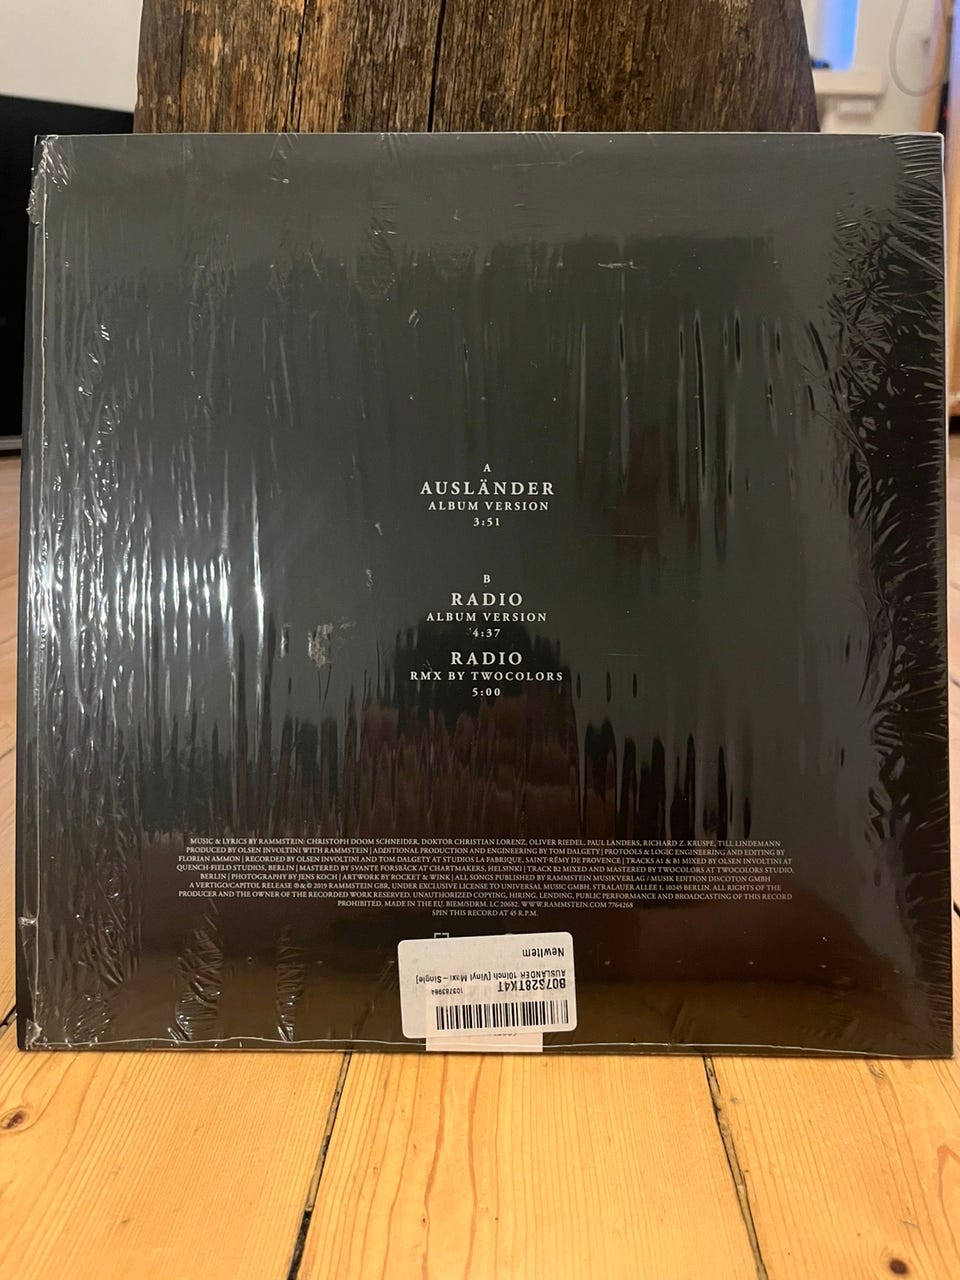 A
AUSLÄNDER
ALBUM VERSION
3:51
B
RADIO
ALBUM VERSION
4:37
RADIO
RMX BY TWOCOLORS
5:00
MUSIC & LYRICS BY RAMMSTEIN: CHRISTOPH DOOM SCHNEIDER, DOKTOR CHRISTIAN LORENZ, OLIVER RIEDEL, PAUL LANDERS, RICHARD Z. KRUSPE, TILL LINDEMANN
PRODUCED BY OLSEN INVOLTINI WITH RAMMSTEIN | ADDITIONAL PRODUCTION AND ENGINEERING BY TOM DALGETY | PROTOOLS & LOGIC ENGINEERING AND EDITING BY
FLORIAN AMMON | RECORDED BY OLSEN INVOLTINI AND TOM DALGETY AT STUDIOS LA FABRIQUE, SAINT-RÉMY DE PROVENCE | TRACKS A1 & B1 MIXED BY OLSEN INVOLTINI AT
QUENCH-FIELD STUDIOS, BERLIN | MASTERED BY SVANTE FORSBÄCK AT CHARTMAKERS, HELSINKI | TRACK B2 MIXED AND MASTERED BY TWOCOLORS AT TWOCOLORS STUDIO,
BERLIN | PHOTOGRAPHY BY JENS KOCH | ARTWORK BY ROCKET & WINK | ALL SONGS PUBLISHED BY RAMMSTEIN MUSIKVERLAG / MUSIK EDITION DISCOTON GMBH
A VERTIGO/CAPITOL RELEASE ℗ & © 2019 RAMMSTEIN GBR, UNDER EXCLUSIVE LICENSE TO UNIVERSAL MUSIC GMBH, STRALAUER ALLEE 1, 10245 BERLIN. ALL RIGHTS OF THE
PRODUCER AND THE OWNER OF THE RECORDED WORK RESERVED. UNAUTHORIZED COPYING, HIRING, LENDING, PUBLIC PERFORMANCE AND BROADCASTING OF THIS RECORD
PROHIBITED. MADE IN THE EU. BIEM/SDRM. LC 20682. WWW.RAMMSTEIN.COM 7764268
SPIN THIS RECORD AT 45 R.P.M.
B07S28TK4T
AUSLÄNDER 10inch [Vinyl Maxi-Single]
NewItem
103783984